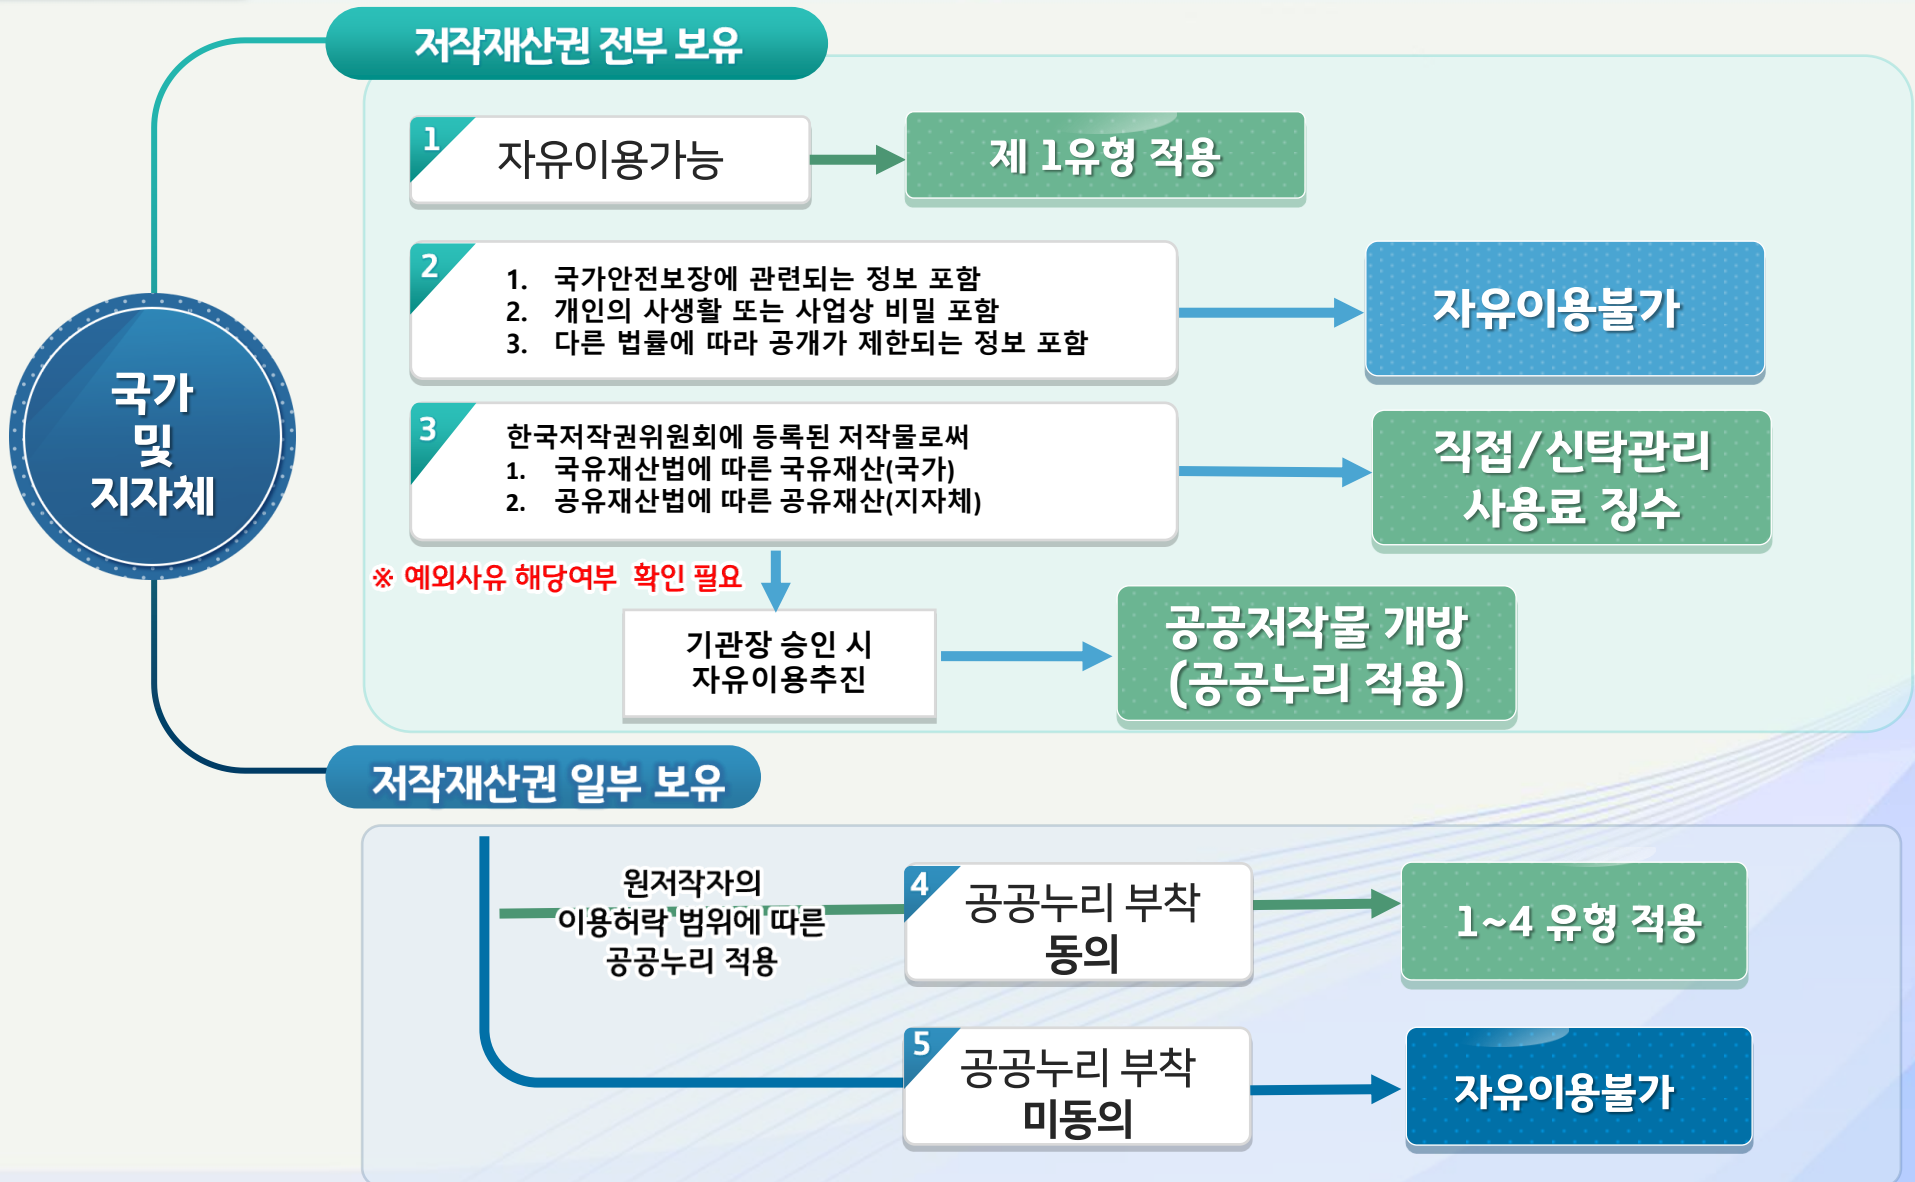 저작재산권 전부 보유
1
자유이용가능
제 1유형 적용
2
1. 국가안전보장에 관련되는 정보 포함
2. 개인의 사생활 또는 사업상 비밀 포함
3. 다른 법률에 따라 공개가 제한되는 정보 포함
자유이용불가
국가
및
지자체
3
한국저작권위원회에 등록된 저작물로써
1. 국유재산법에 따른 국유재산(국가)
2. 공유재산법에 따른 공유재산(지자체)
직접/신탁관리
사용료 징수
※ 예외사유 해당여부 확인 필요
기관장 승인 시
자유이용추진
공공저작물 개방
(공공누리 적용)
저작재산권 일부 보유
원저작자의
이용허락 범위에 따른
공공누리 적용
4
공공누리 부착
동의
1~4 유형 적용
5
공공누리 부착
미동의
자유이용불가